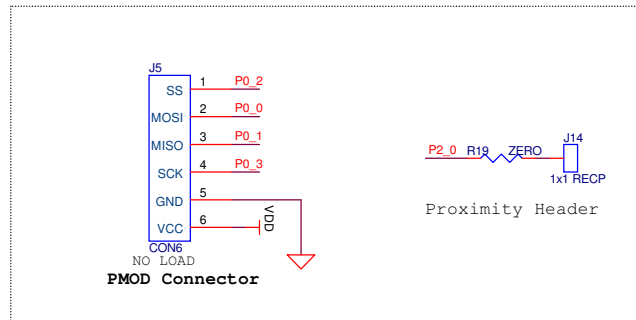 J5
SS 1 P0_2
MOSI 2 P0_0
MISO 3 P0_1
SCK 4 P0_3
GND 5
VCC 6 VDD
CON6
NO LOAD
PMOD Connector
J14
P2_0 R19 ZERO
1x1 RECP
Proximity Header